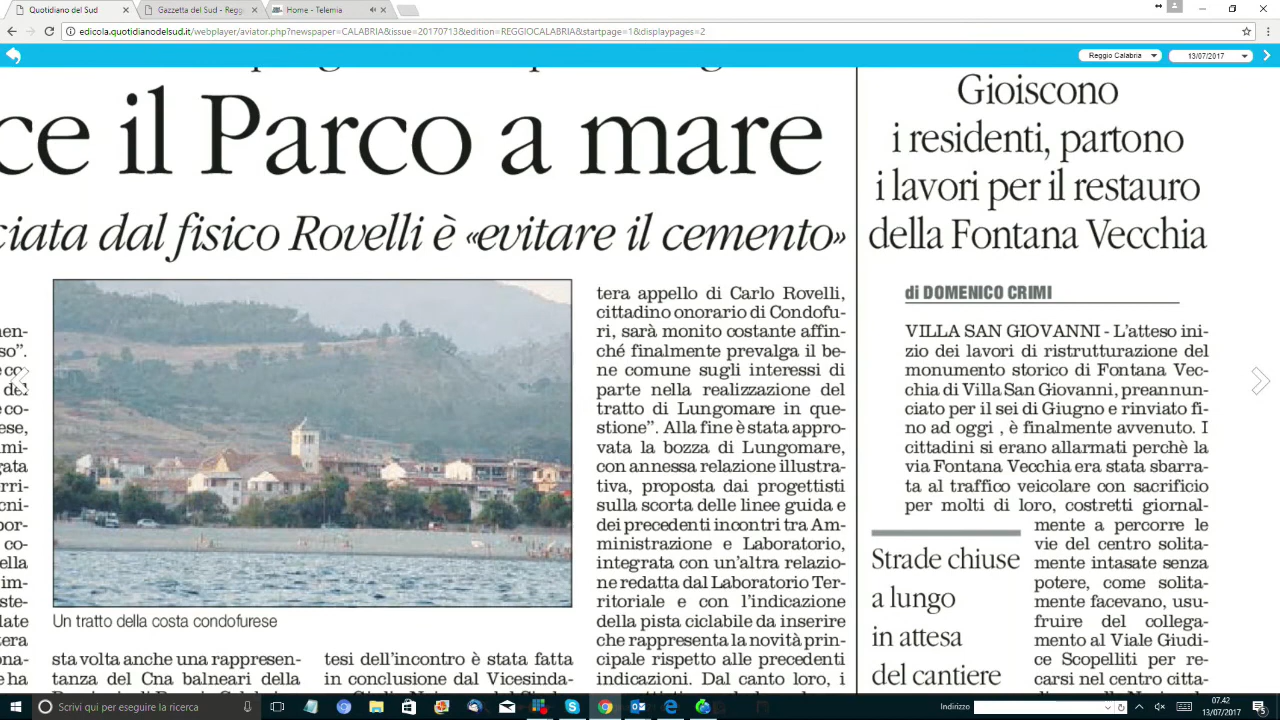 Quotidiano del Sud
Gazzetta del Sud - Reggi
Home - Telemia
edicola.quotidianodelsud.it/webplayer/aviator.php?newspaper=CALABRIA&issue=20170713&edition=REGGIOCALABRIA&startpage=1&displaypages=2
Reggio Calabria
13/07/2017
ce il Parco a mare
ciata dal fisico Rovelli è «evitare il cemento»
so”.
ese,
Un tratto della costa condofurese
sta volta anche una rappresen-
tanza del Cna balneari della
tesi dell’incontro è stata fatta
in conclusione dal Vicesinda-
tera appello di Carlo Rovelli,
cittadino onorario di Condofu-
ri, sarà monito costante affin-
ché finalmente prevalga il be-
ne comune sugli interessi di
parte nella realizzazione del
tratto di Lungomare in que-
stione”. Alla fine è stata appro-
vata la bozza di Lungomare,
con annessa relazione illustra-
tiva, proposta dai progettisti
sulla scorta delle linee guida e
dei precedenti incontri tra Am-
ministrazione e Laboratorio,
integrata con un’altra relazio-
ne redatta dal Laboratorio Ter-
ritoriale e con l’indicazione
della pista ciclabile da inserire
che rappresenta la novità prin-
cipale rispetto alle precedenti
indicazioni. Dal canto loro, i
Gioiscono
i residenti, partono
i lavori per il restauro
della Fontana Vecchia
di DOMENICO CRIMI
VILLA SAN GIOVANNI - L’atteso ini-
zio dei lavori di ristrutturazione del
monumento storico di Fontana Vec-
chia di Villa San Giovanni, preannun-
ciato per il sei di Giugno e rinviato fi-
no ad oggi , è finalmente avvenuto. I
cittadini si erano allarmati perchè la
via Fontana Vecchia era stata sbarra-
ta al traffico veicolare con sacrificio
per molti di loro, costretti giornal-
mente a percorre le
vie del centro solita-
mente intasate senza
potere, come solita-
mente facevano, usu-
fruire del collega-
mento al Viale Giudi-
ce Scopelliti per re-
carsi nel centro citta-
Strade chiuse
a lungo
in attesa
del cantiere
Scrivi qui per eseguire la ricerca
Indirizzo
07.42
13/07/2017